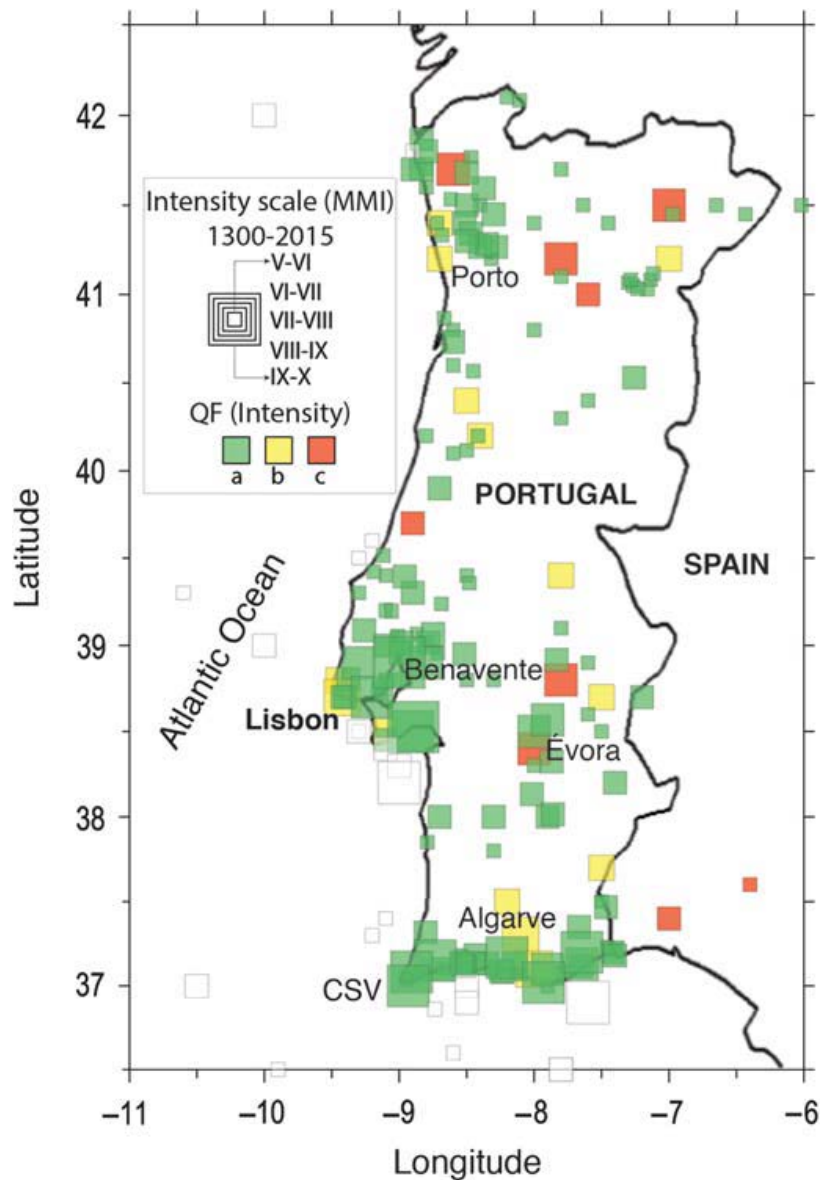 42
41
40
39
38
37
Latitude
Intensity scale (MMI)
1300-2015
V-VI
VI-VII
VII-VIII
VIII-IX
IX-X
QF (Intensity)
a b c
Porto
PORTUGAL
SPAIN
Atlantic Ocean
Benavente
Lisbon
Évora
Algarve
CSV
–11 –10 –9 –8 –7 –6
Longitude